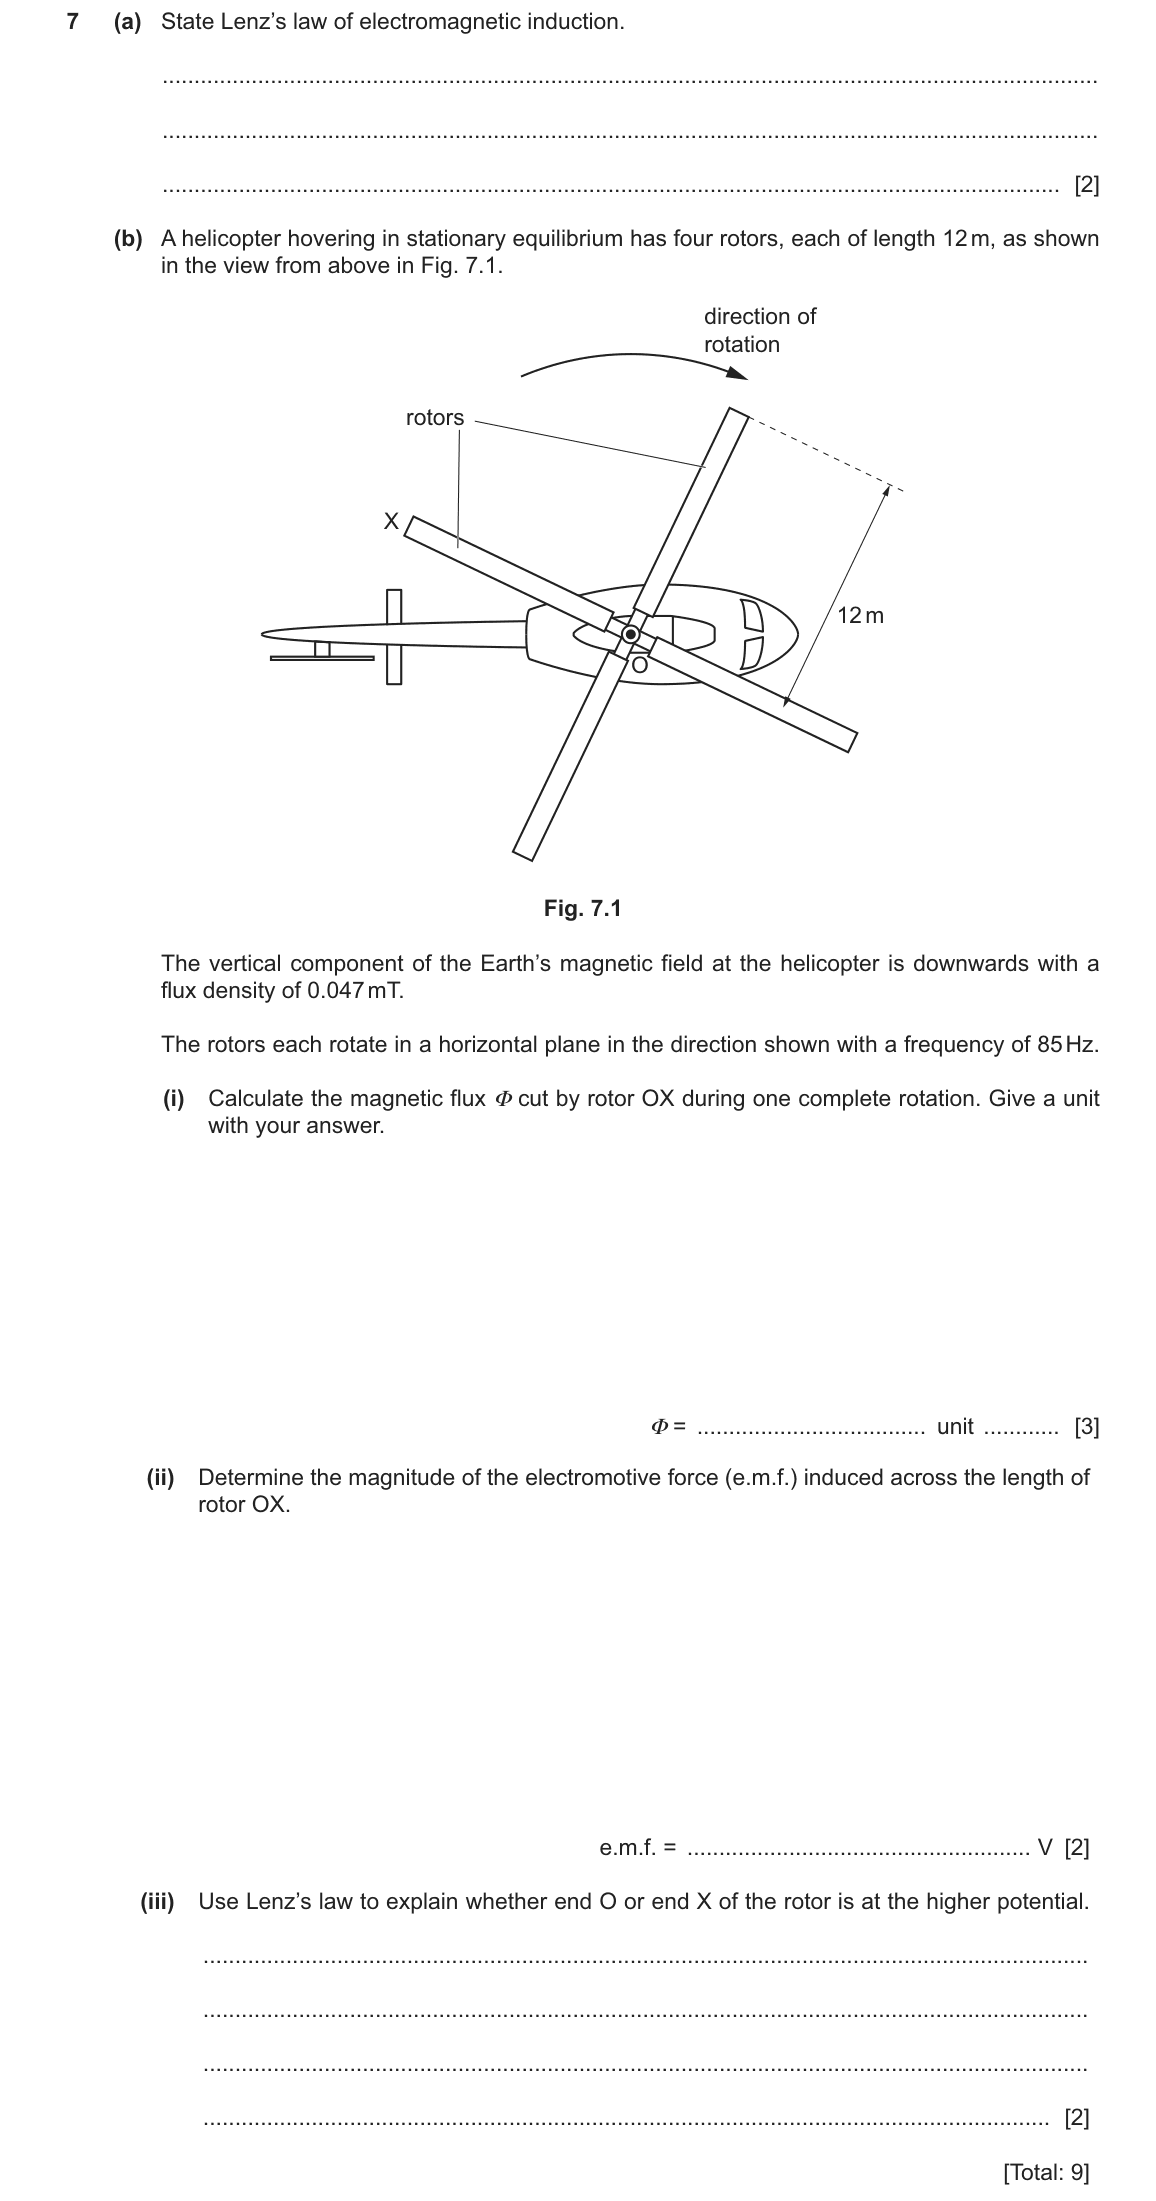 7 (a) State Lenz’s law of electromagnetic induction.
..........................................................................................................................................
..........................................................................................................................................
.................................................................................................................................... [2]
(b) A helicopter hovering in stationary equilibrium has four rotors, each of length 12 m, as shown
in the view from above in Fig. 7.1.
direction of
rotation
rotors
X
12 m
O
Fig. 7.1
The vertical component of the Earth’s magnetic field at the helicopter is downwards with a
flux density of 0.047 mT.
The rotors each rotate in a horizontal plane in the direction shown with a frequency of 85 Hz.
(i) Calculate the magnetic flux Φ cut by rotor OX during one complete rotation. Give a unit
with your answer.
Φ = .................................... unit ............ [3]
(ii) Determine the magnitude of the electromotive force (e.m.f.) induced across the length of
rotor OX.
e.m.f. = ...................................................... V [2]
(iii) Use Lenz’s law to explain whether end O or end X of the rotor is at the higher potential.
..........................................................................................................................................
..........................................................................................................................................
..........................................................................................................................................
.................................................................................................................................... [2]
[Total: 9]